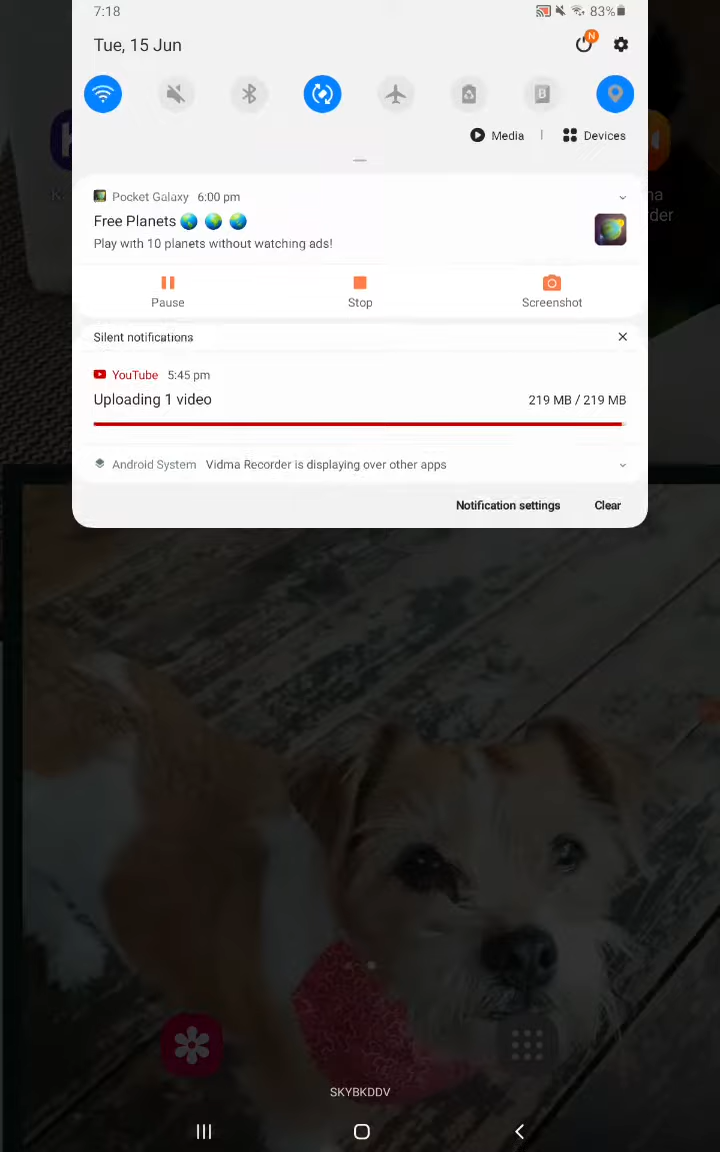 7:18
83%
N
Tue, 15 Jun
Media | Devices
Pocket Galaxy 6:00 pm
Free Planets 🌏 🌍 🌏
Play with 10 planets without watching ads!
Pause
Stop
Screenshot
Silent notifications
YouTube 5:45 pm
Uploading 1 video
219 MB / 219 MB
Android System Vidma Recorder is displaying over other apps
Notification settings
Clear
SKYBKDDV